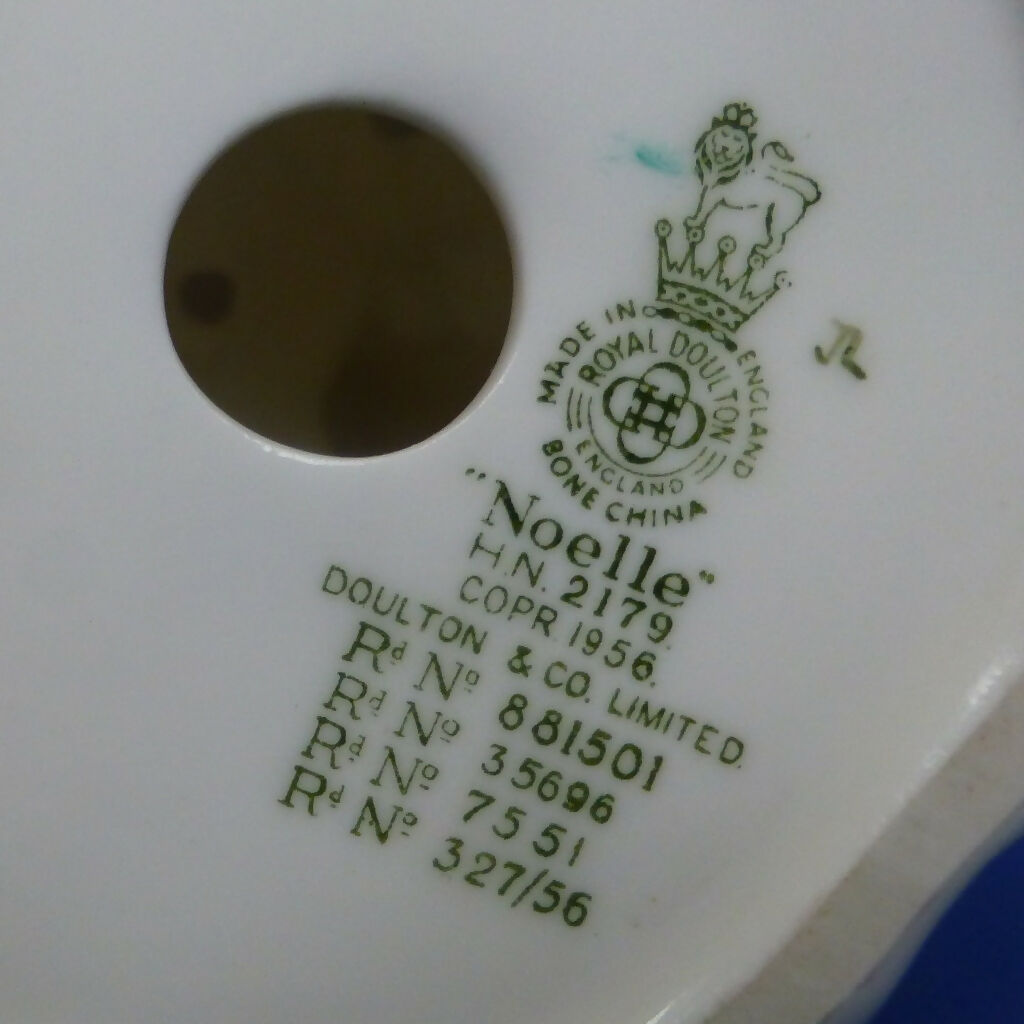 MADE IN ENGLAND
ROYAL DOULTON
ENGLAND
BONE CHINA
"Noelle"
H.N. 2179.
COPR. 1956.
DOULTON & CO. LIMITED.
Rd No 881501
Rd No 35696
Rd No 7551
Rd No 327/56